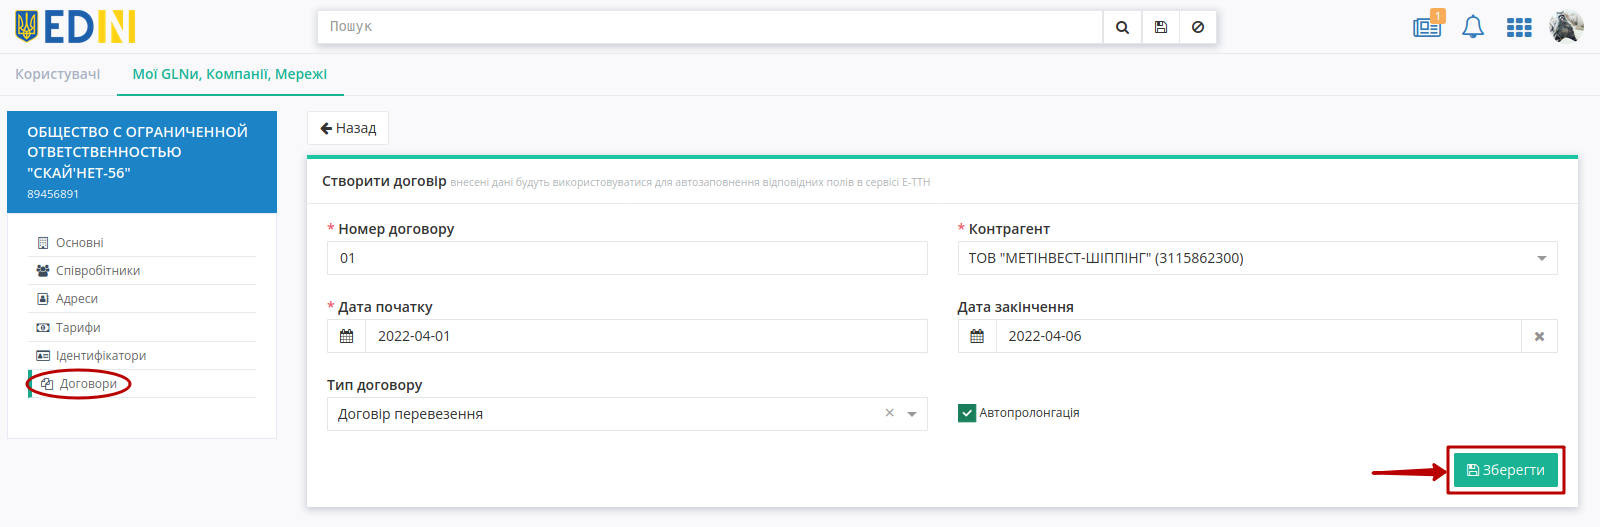 EDIN
Пошук
1
Користувачі
Мої GLNи, Компанії, Мережі
ОБЩЕСТВО С ОГРАНИЧЕННОЙ
ОТВЕТСТВЕННОСТЬЮ
"СКАЙ'НЕТ-56"
89456891
Основні
Співробітники
Адреси
Тарифи
Ідентифікатори
Договори
Назад
Створити договір внесені дані будуть використовуватися для автозаповнення відповідних полів в сервісі Е-ТТН
* Номер договору
01
* Контрагент
ТОВ "МЕТІНВЕСТ-ШІППІНГ" (3115862300)
* Дата початку
2022-04-01
Дата закінчення
2022-04-06
Тип договору
Договір перевезення
Автопролонгація
Зберегти